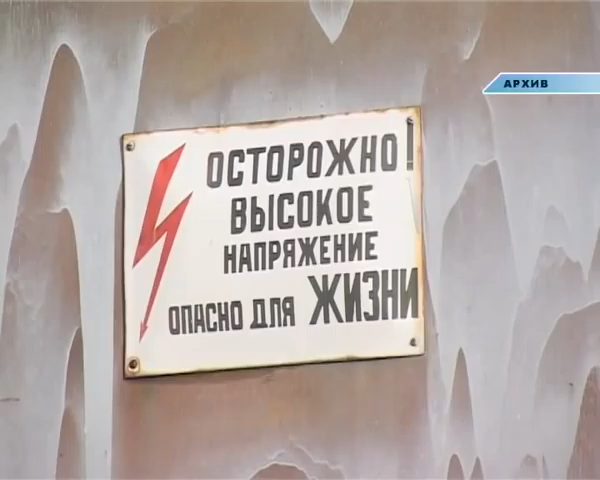 АРХИВ
ОСТОРОЖНО!
ВЫСОКОЕ
НАПРЯЖЕНИЕ
ОПАСНО ДЛЯ ЖИЗНИ